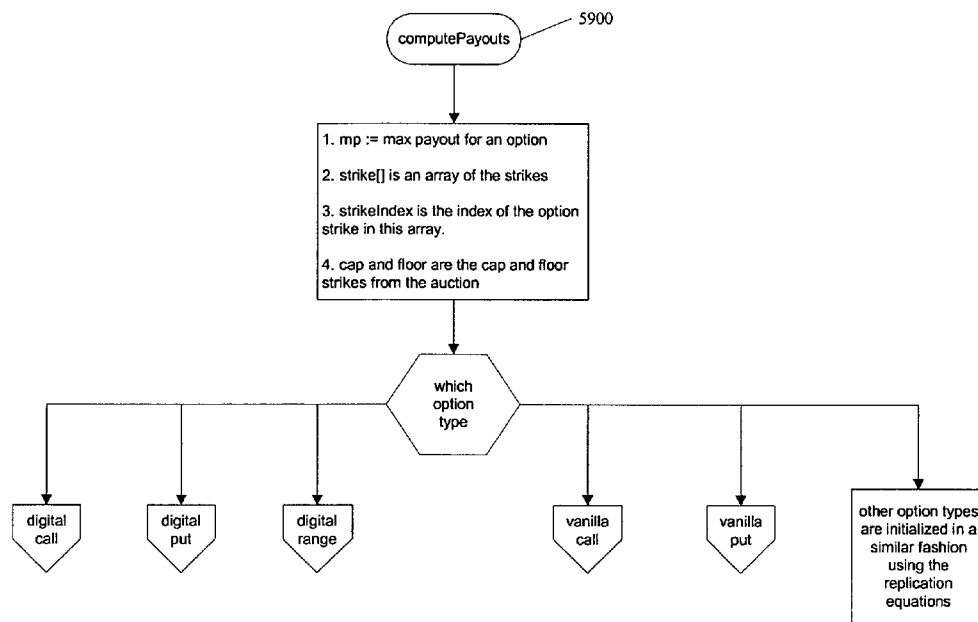 5900
computePayouts
1. mp := max payout for an option
2. strike[] is an array of the strikes
3. strikeIndex is the index of the option
strike in this array.
4. cap and floor are the cap and floor
strikes from the auction
which
option
type
digital
call
digital
put
digital
range
vanilla
call
vanilla
put
other option types
are initialized in a
similar fashion
using the
replication
equations